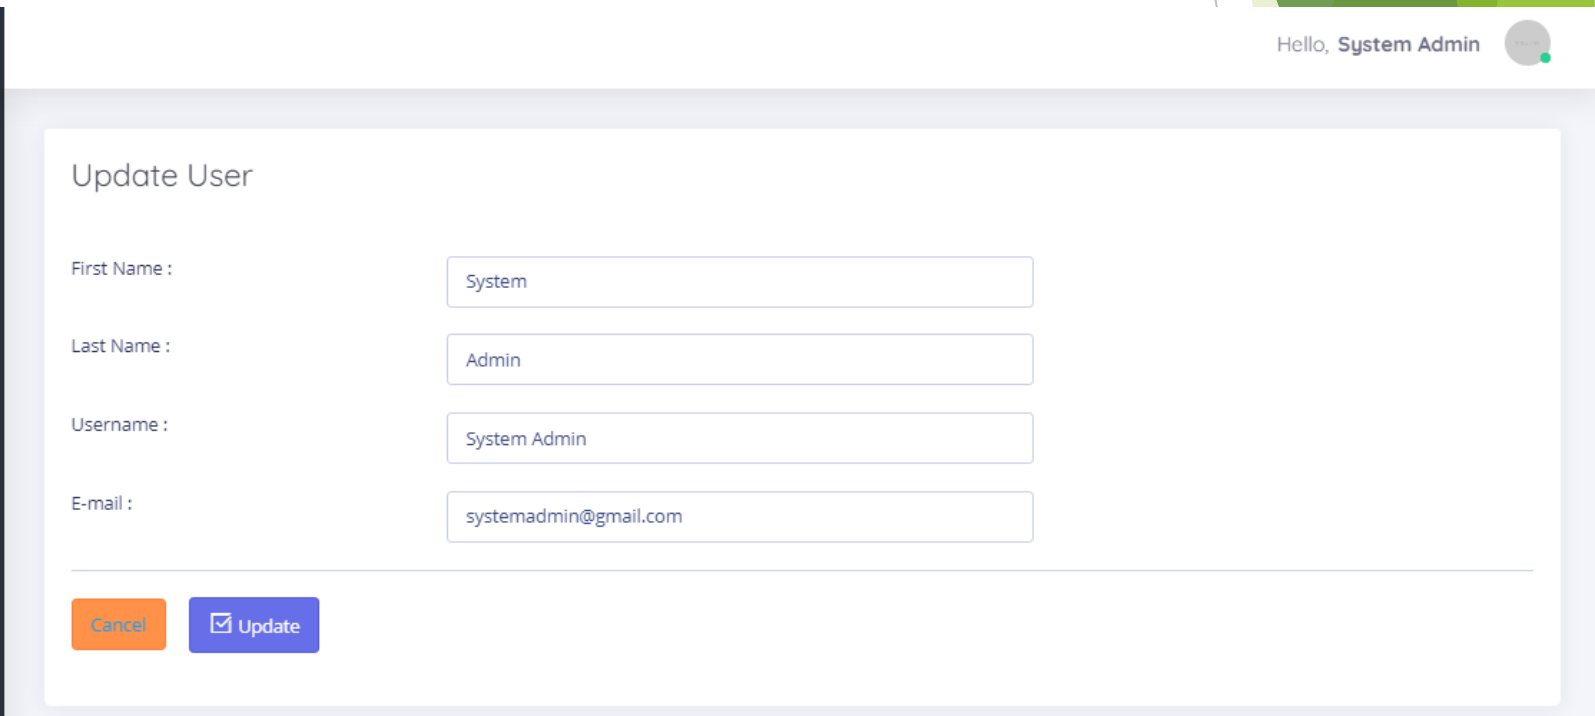 Hello, System Admin
Update User
First Name :
System
Last Name :
Admin
Username :
System Admin
E-mail :
systemadmin@gmail.com
Cancel
Update